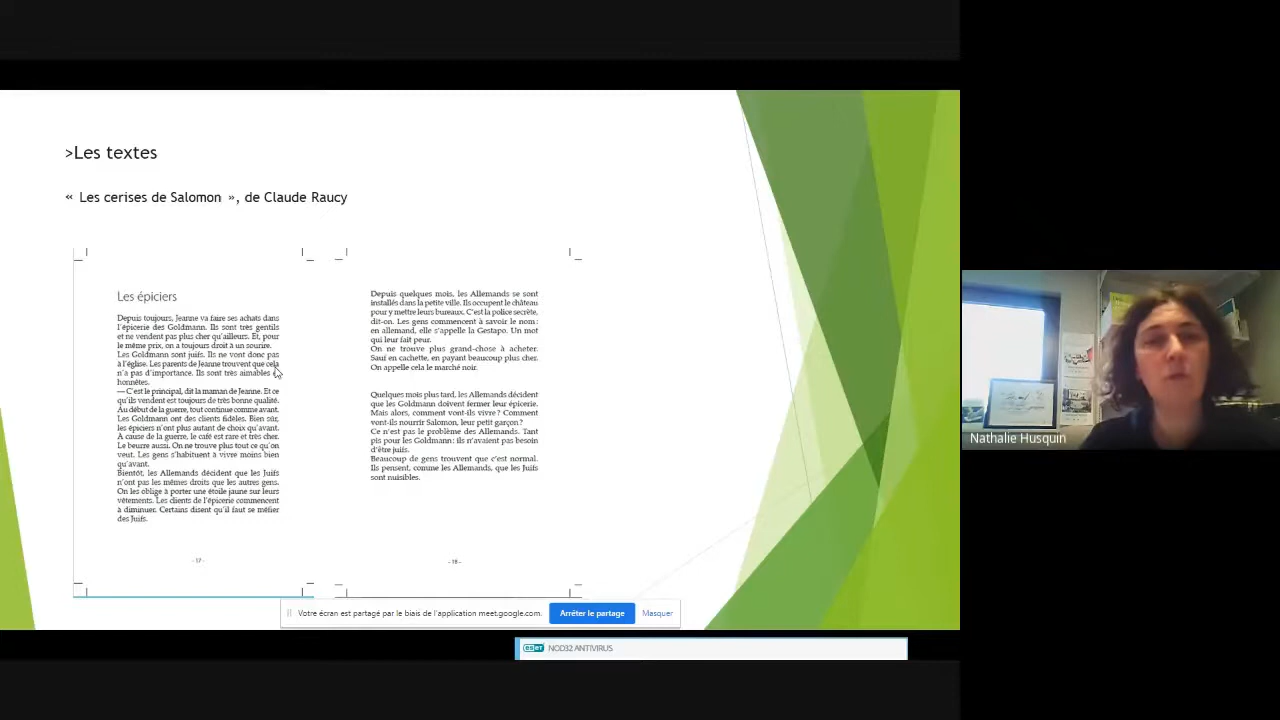 >Les textes
« Les cerises de Salomon », de Claude Raucy
Les épiciers
Depuis toujours, Jeanne va faire ses achats dans
l'épicerie des Goldmann. Ils sont très gentils
et ne vendent pas plus cher qu'ailleurs. Et, pour
le même prix, on a toujours droit à un sourire.
Les Goldmann sont juifs. Ils ne vont donc pas
à l'église. Les parents de Jeanne trouvent que cela
n'a pas d'importance. Ils sont très aimables
honnêtes.
— C'est le principal, dit la maman de Jeanne. Et ce
qu'ils vendent est toujours de très bonne qualité.
Au début de la guerre, tout continue comme avant.
Les Goldmann ont des clients fidèles. Bien sûr,
les épiciers n'ont plus autant de choix qu'avant.
À cause de la guerre, le café est rare et très cher.
Le beurre aussi. On ne trouve plus tout ce qu'on
veut. Les gens s'habituent à vivre moins bien
qu'avant.
Bientôt, les Allemands décident que les Juifs
n'ont pas les mêmes droits que les autres gens.
On les oblige à porter une étoile jaune sur leurs
vêtements. Les clients de l'épicerie commencent
à diminuer. Certains disent qu'il faut se méfier
des Juifs.
- 17 -
Depuis quelques mois, les Allemands se sont
installés dans la petite ville. Ils occupent le château
pour y mettre leurs bureaux. C'est la police secrète,
dit-on. Les gens commencent à savoir le nom :
en allemand, elle s'appelle la Gestapo. Un mot
qui leur fait peur.
On ne trouve plus grand-chose à acheter.
Sauf en cachette, en payant beaucoup plus cher.
On appelle cela le marché noir.
Quelques mois plus tard, les Allemands décident
que les Goldmann doivent fermer leur épicerie.
Mais alors, comment vont-ils vivre ? Comment
vont-ils nourrir Salomon, leur petit garçon ?
Ce n'est pas le problème des Allemands. Tant
pis pour les Goldmann : ils n'avaient pas besoin
d'être juifs.
Beaucoup de gens trouvent que c'est normal.
Ils pensent, comme les Allemands, que les Juifs
sont nuisibles.
- 18 -
Votre écran est partagé par le biais de l'application meet.google.com.
Arrêter le partage
Masquer
eset NOD32 ANTIVIRUS
Nathalie Husquin